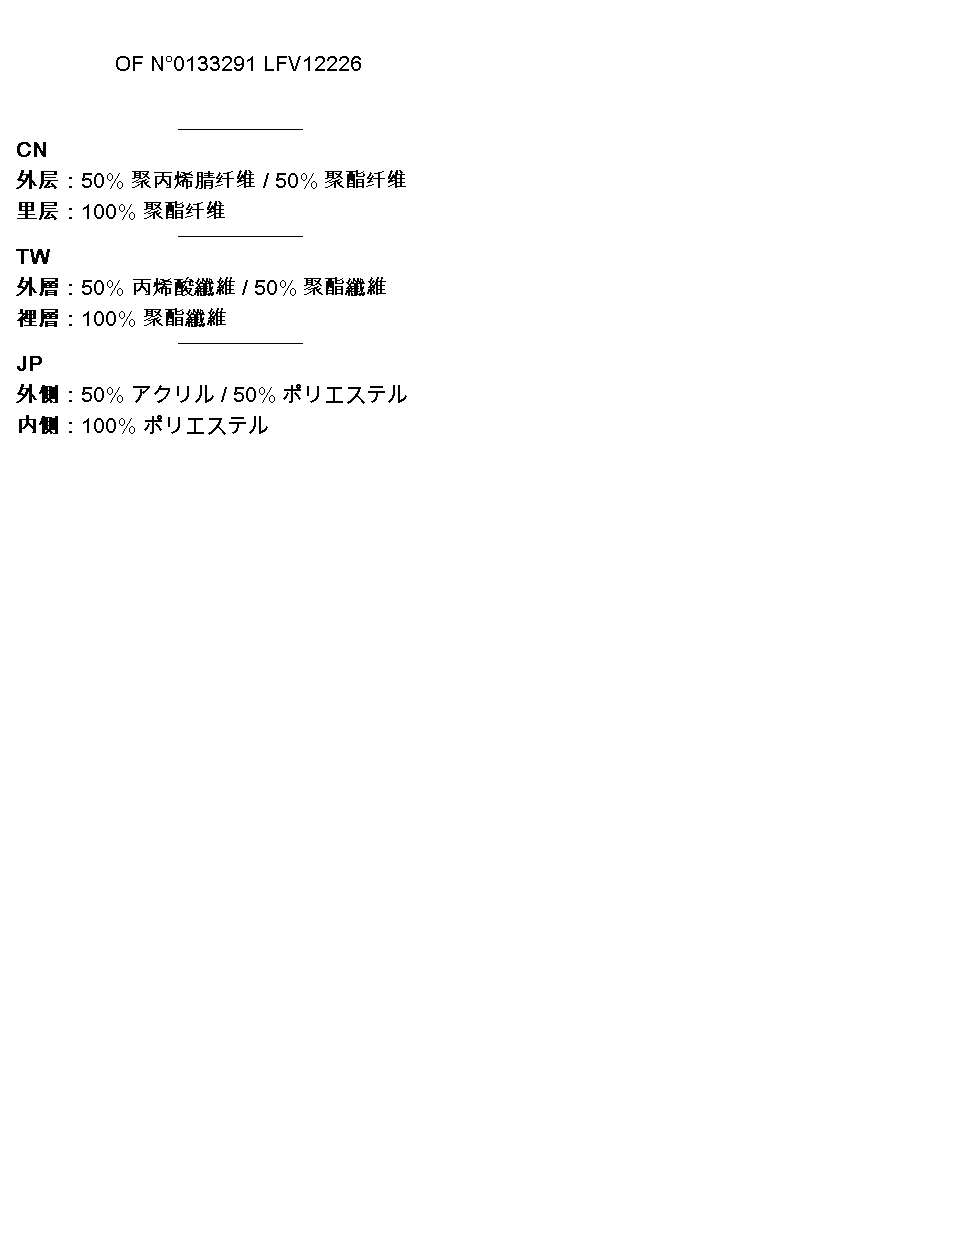 OF N°0133291 LFV12226
CN
外层 : 50% 聚丙烯腈纤维 / 50% 聚酯纤维
里层 : 100% 聚酯纤维
TW
外層 : 50% 丙烯酸纖維 / 50% 聚酯纖維
裡層 : 100% 聚酯纖維
JP
外側 : 50% アクリル / 50% ポリエステル
内側 : 100% ポリエステル